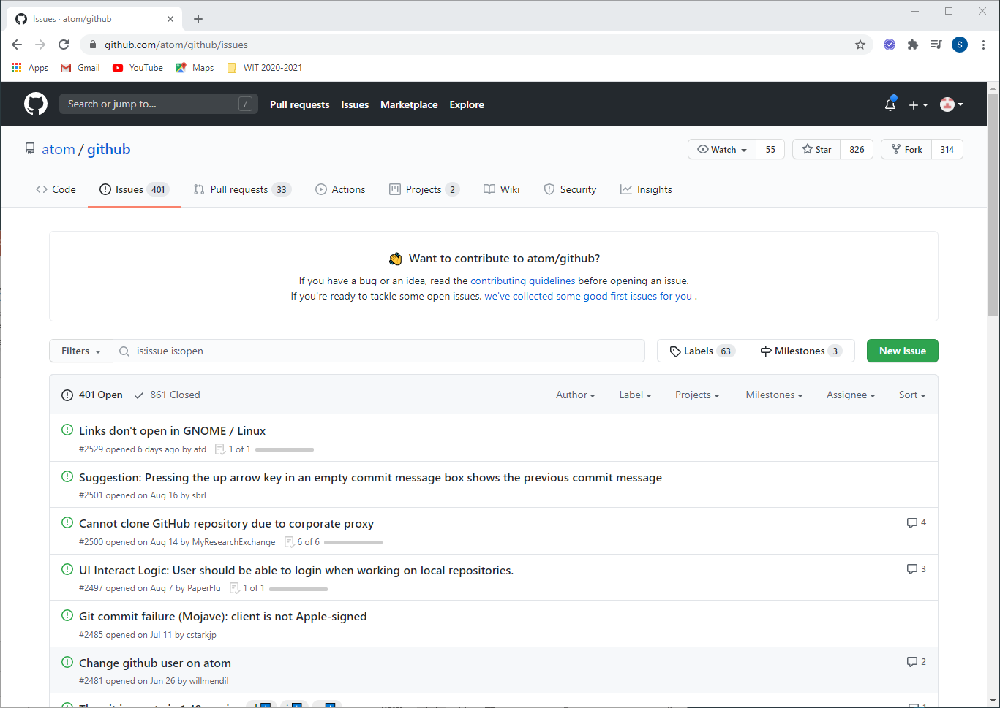 Issues · atom/github
github.com/atom/github/issues
S
Apps Gmail YouTube Maps WIT 2020-2021
Search or jump to... / Pull requests Issues Marketplace Explore
atom / github
Watch 55 Star 826 Fork 314
Code Issues 401 Pull requests 33 Actions Projects 2 Wiki Security Insights
Want to contribute to atom/github?
If you have a bug or an idea, read the contributing guidelines before opening an issue.
If you're ready to tackle some open issues, we've collected some good first issues for you .
Filters is:issue is:open Labels 63 Milestones 3 New issue
401 Open 861 Closed Author Label Projects Milestones Assignee Sort
Links don't open in GNOME / Linux
#2529 opened 6 days ago by atd 1 of 1
Suggestion: Pressing the up arrow key in an empty commit message box shows the previous commit message
#2501 opened on Aug 16 by sbrl
Cannot clone GitHub repository due to corporate proxy 4
#2500 opened on Aug 14 by MyResearchExchange 6 of 6
UI Interact Logic: User should be able to login when working on local repositories. 3
#2497 opened on Aug 7 by PaperFlu 1 of 1
Git commit failure (Mojave): client is not Apple-signed
#2485 opened on Jul 11 by cstarkjp
Change github user on atom 2
#2481 opened on Jun 26 by willmendil